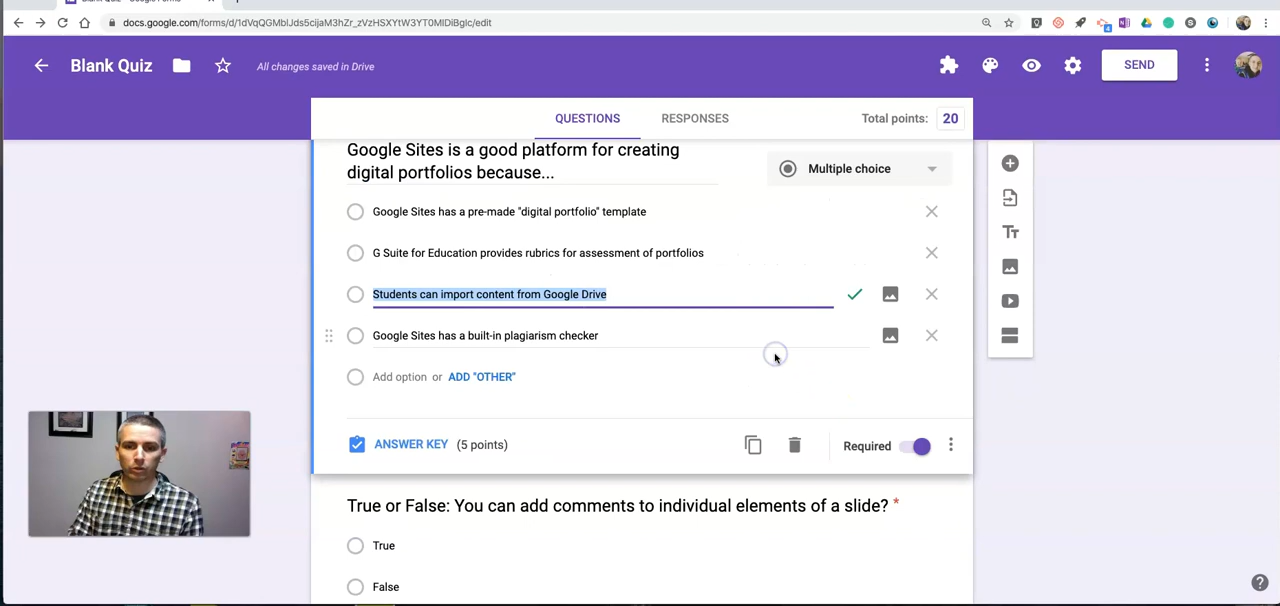 docs.google.com/forms/d/1dVqQGMbIJds5cijaM3hZr_zVzHSXYtW3YT0MIDiBglc/edit
Blank Quiz
All changes saved in Drive
SEND
QUESTIONS
RESPONSES
Total points: 20
Google Sites is a good platform for creating
digital portfolios because...
Multiple choice
Google Sites has a pre-made "digital portfolio" template
G Suite for Education provides rubrics for assessment of portfolios
Students can import content from Google Drive
Google Sites has a built-in plagiarism checker
Add option or ADD "OTHER"
ANSWER KEY (5 points)
Required
True or False: You can add comments to individual elements of a slide? *
True
False